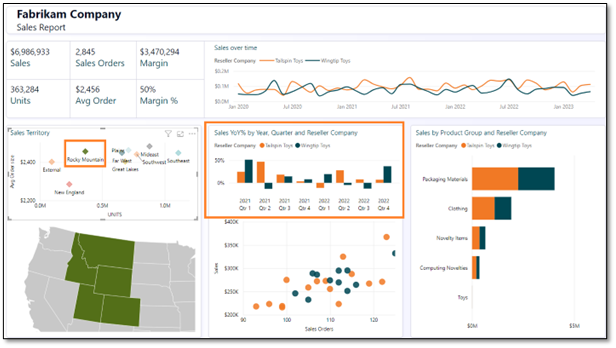 Fabrikam Company
Sales Report
$6,986,933 2,845 $3,470,294
Sales Sales Orders Margin
363,284 $2,456 50%
Units Avg Order Margin %
Sales over time
Reseller Company Tailspin Toys Wingtip Toys
$0.2M
$0.1M
$0.0M
Jan 2020 Jul 2020 Jan 2021 Jul 2021 Jan 2022 Jul 2022 Jan 2023
Sales Territory
Avg Order
$2,400
$2,200
Rocky Mountain
External
New England
Plains
Far West
Great Lakes
Mideast
Southwest
Southeast
0.0M 0.5M 1.0M
UNITS
Sales YoY% by Year, Quarter and Reseller Company
Reseller Company Tailspin Toys Wingtip Toys
50%
0%
2021 2021 2021 2021 2022 2022 2022 2022
Qtr 1 Qtr 2 Qtr 3 Qtr 4 Qtr 1 Qtr 2 Qtr 3 Qtr 4
Sales
$400K
$350K
$300K
$250K
$200K
90 100 110 120
Sales Orders
Sales by Product Group and Reseller Company
Reseller Company Tailspin Toys Wingtip Toys
Packaging Materials
Clothing
Novelty Items
Computing Novelties
Toys
$0M $5M